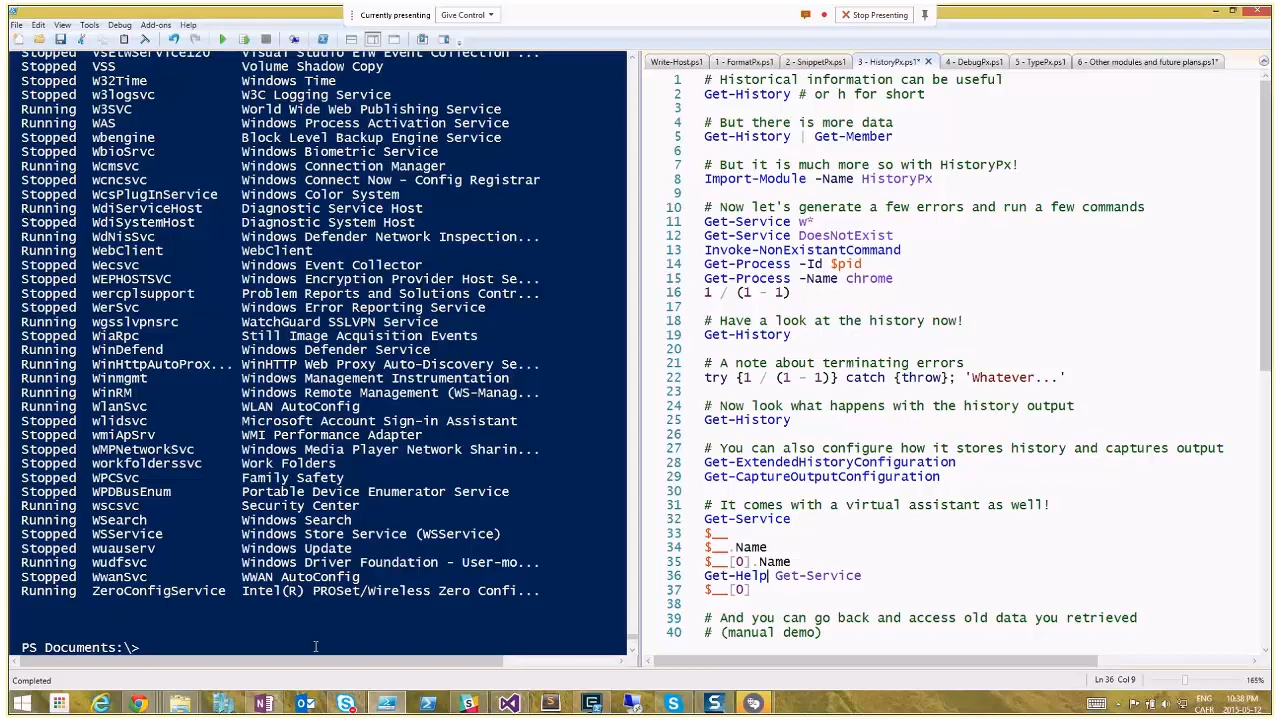 Currently presenting
Give Control
Stop Presenting
File Edit View Tools Debug Add-ons Help
Stopped VSEtwService120 Visual Studio ETW Event Collection...
Stopped VSS Volume Shadow Copy
Stopped W32Time Windows Time
Stopped w3logsvc W3C Logging Service
Running W3SVC World Wide Web Publishing Service
Running WAS Windows Process Activation Service
Stopped wbengine Block Level Backup Engine Service
Running WbioSrvc Windows Biometric Service
Running Wcmsvc Windows Connection Manager
Running wcncsvc Windows Connect Now - Config Registrar
Stopped WcsPlugInService Windows Color System
Running WdiServiceHost Diagnostic Service Host
Running WdiSystemHost Diagnostic System Host
Running WdNisSvc Windows Defender Network Inspection...
Running WebClient WebClient
Stopped Wecsvc Windows Event Collector
Stopped WEPHOSTSVC Windows Encryption Provider Host Se...
Stopped wercplsupport Problem Reports and Solutions Contr...
Stopped WerSvc Windows Error Reporting Service
Running wgsslvpnsrc WatchGuard SSLVPN Service
Stopped WiaRpc Still Image Acquisition Events
Running WinDefend Windows Defender Service
Running WinHttpAutoProx... WinHTTP Web Proxy Auto-Discovery Se...
Running Winmgmt Windows Management Instrumentation
Running WinRM Windows Remote Management (WS-Manag...
Running WlanSvc WLAN AutoConfig
Stopped wlidsvc Microsoft Account Sign-in Assistant
Stopped wmiApSrv WMI Performance Adapter
Stopped WMPNetworkSvc Windows Media Player Network Sharin...
Stopped workfolderssvc Work Folders
Stopped WPCSvc Family Safety
Stopped WPDBusEnum Portable Device Enumerator Service
Running wscsvc Security Center
Running WSearch Windows Search
Stopped WSService Windows Store Service (WSService)
Stopped wuauserv Windows Update
Running wudfsvc Windows Driver Foundation - User-mo...
Stopped WwanSvc WWAN AutoConfig
Running ZeroConfigService Intel(R) PROSet/Wireless Zero Confi...
PS Documents:\>
Write-Host.ps1 1 - FormatPx.ps1 2 - SnippetPx.ps1 3 - HistoryPx.ps1* 4 - DebugPx.ps1 5 - TypePx.ps1 6 - Other modules and future plans.ps1*
1 # Historical information can be useful
2 Get-History # or h for short
3
4 # But there is more data
5 Get-History | Get-Member
6
7 # But it is much more so with HistoryPx!
8 Import-Module -Name HistoryPx
9
10 # Now let's generate a few errors and run a few commands
11 Get-Service w*
12 Get-Service DoesNotExist
13 Invoke-NonExistantCommand
14 Get-Process -Id $pid
15 Get-Process -Name chrome
16 1 / (1 - 1)
17
18 # Have a look at the history now!
19 Get-History
20
21 # A note about terminating errors
22 try {1 / (1 - 1)} catch {throw}; 'Whatever...'
23
24 # Now look what happens with the history output
25 Get-History
26
27 # You can also configure how it stores history and captures output
28 Get-ExtendedHistoryConfiguration
29 Get-CaptureOutputConfiguration
30
31 # It comes with a virtual assistant as well!
32 Get-Service
33 $__
34 $__.Name
35 $__[0].Name
36 Get-Help Get-Service
37 $__[0]
38
39 # And you can go back and access old data you retrieved
40 # (manual demo)
Completed
Ln 36 Col 9
165%
ENG
CAFR
10:38 PM
2015-05-12